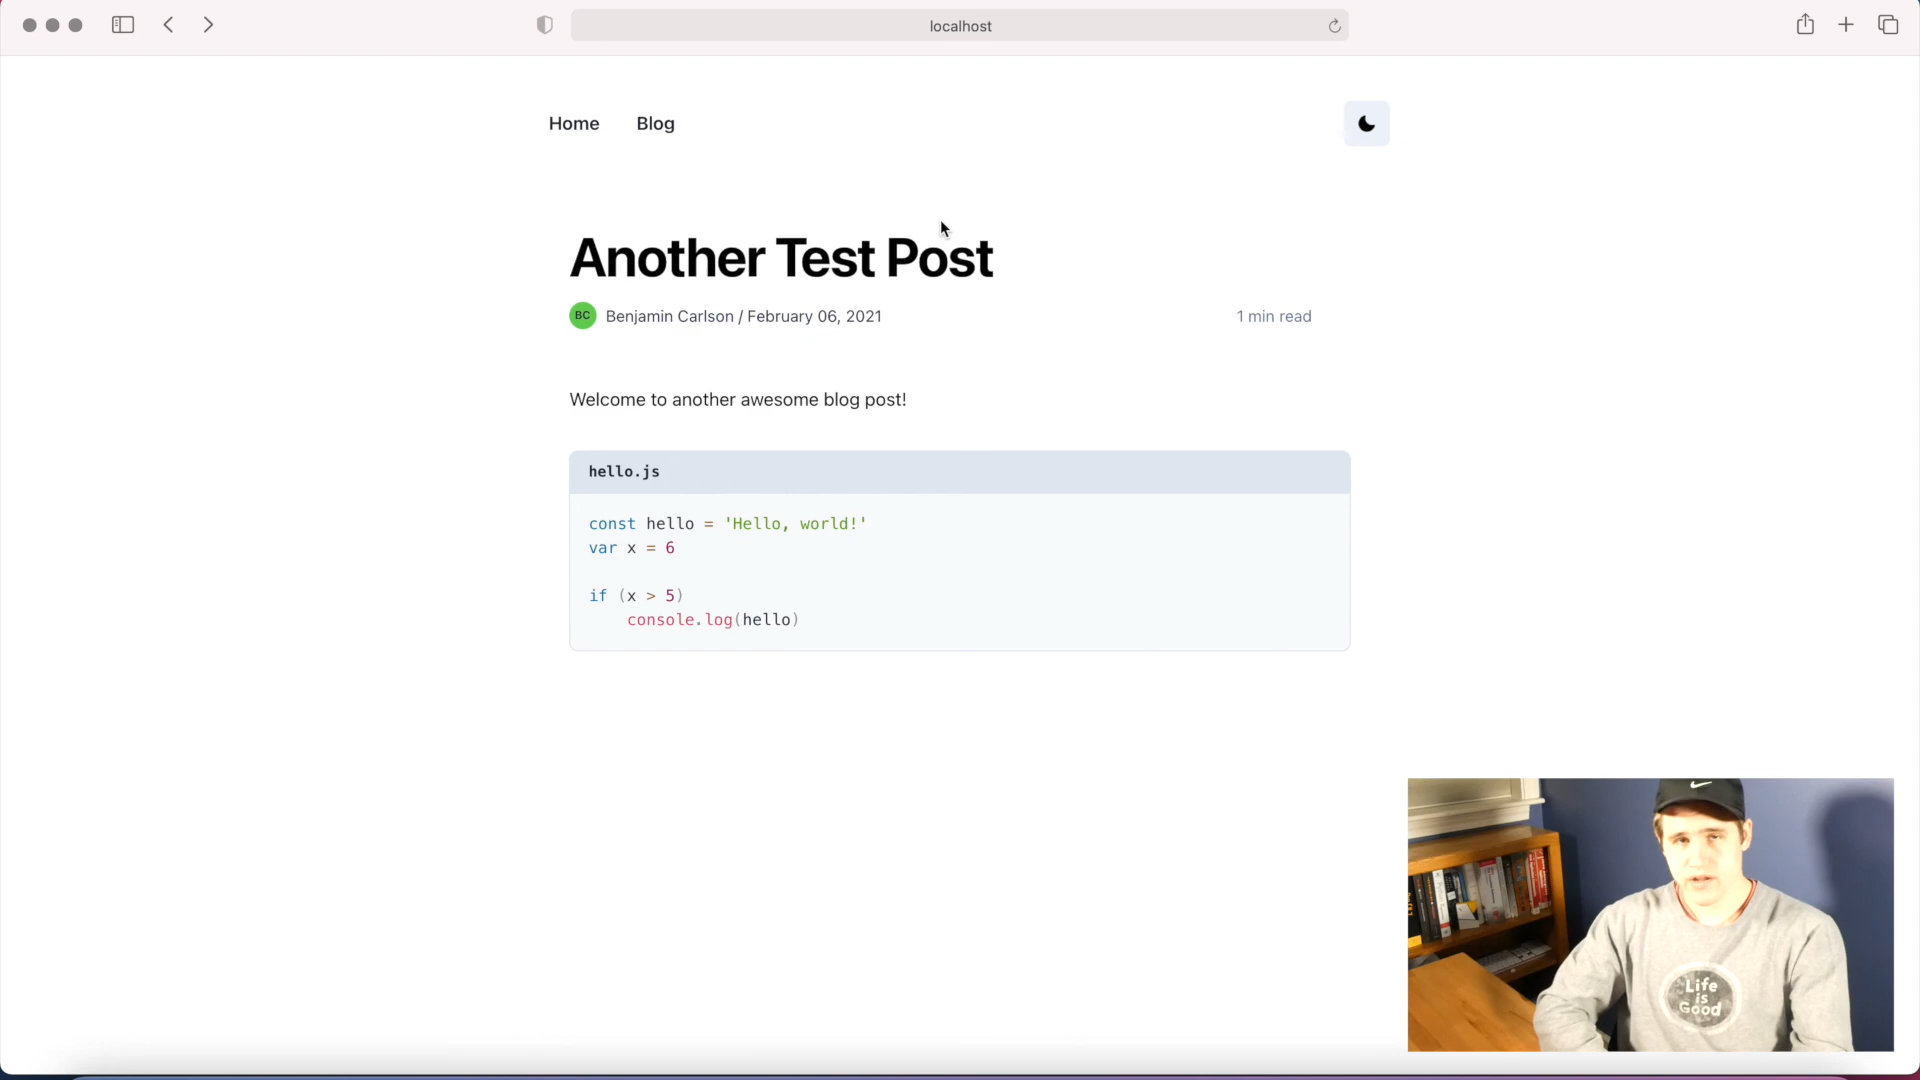 localhost
Home Blog
Another Test Post
BC Benjamin Carlson / February 06, 2021 1 min read
Welcome to another awesome blog post!
hello.js
const hello = 'Hello, world!'
var x = 6
if (x > 5)
    console.log(hello)
Life
is
Good